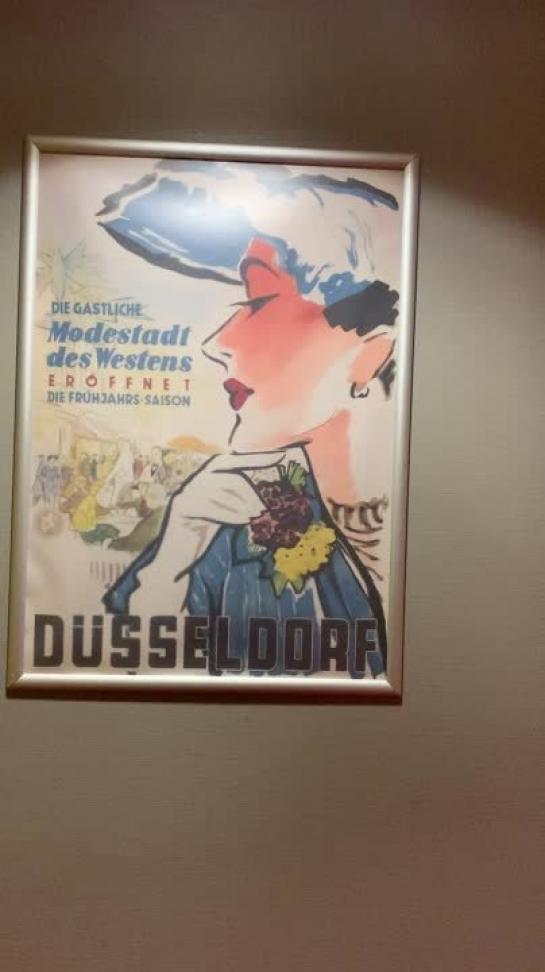 DIE GASTLICHE
Modestadt
des Westens
ERÖFFNET
DIE FRÜHJAHRS-SAISON
DÜSSELDORF